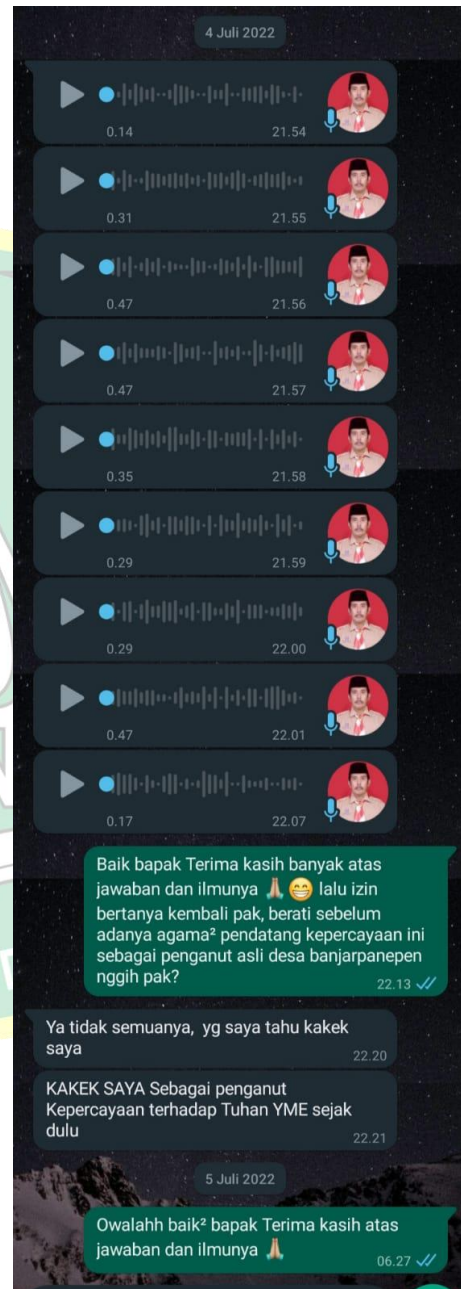 4 Juli 2022
0.14 21.54
0.31 21.55
0.47 21.56
0.47 21.57
0.35 21.58
0.29 21.59
0.29 22.00
0.47 22.01
0.17 22.07
Baik bapak Terima kasih banyak atas
jawaban dan ilmunya 🙏🏽 😁 lalu izin
bertanya kembali pak, berati sebelum
adanya agama² pendatang kepercayaan ini
sebagai penganut asli desa banjarpanepen
nggih pak?
22.13
Ya tidak semuanya, yg saya tahu kakek
saya
22.20
KAKEK SAYA Sebagai penganut
Kepercayaan terhadap Tuhan YME sejak
dulu
22.21
5 Juli 2022
Owalahh baik² bapak Terima kasih atas
jawaban dan ilmunya 🙏🏽
06.27